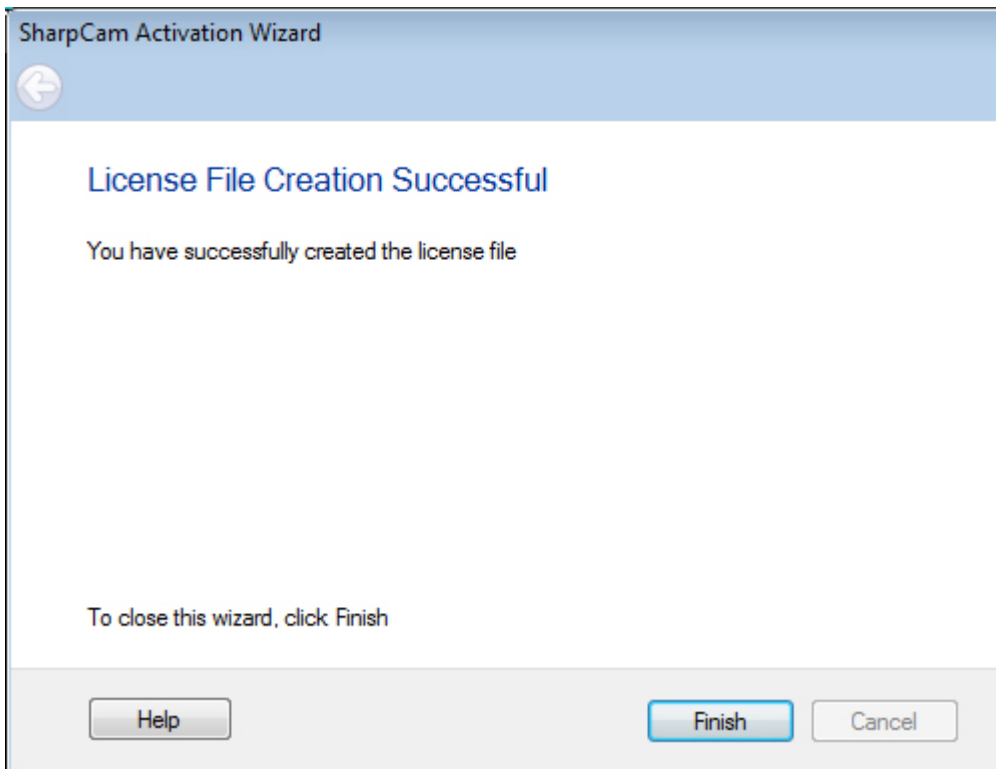 SharpCam Activation Wizard
License File Creation Successful
You have successfully created the license file
To close this wizard, click Finish
Help
Finish
Cancel